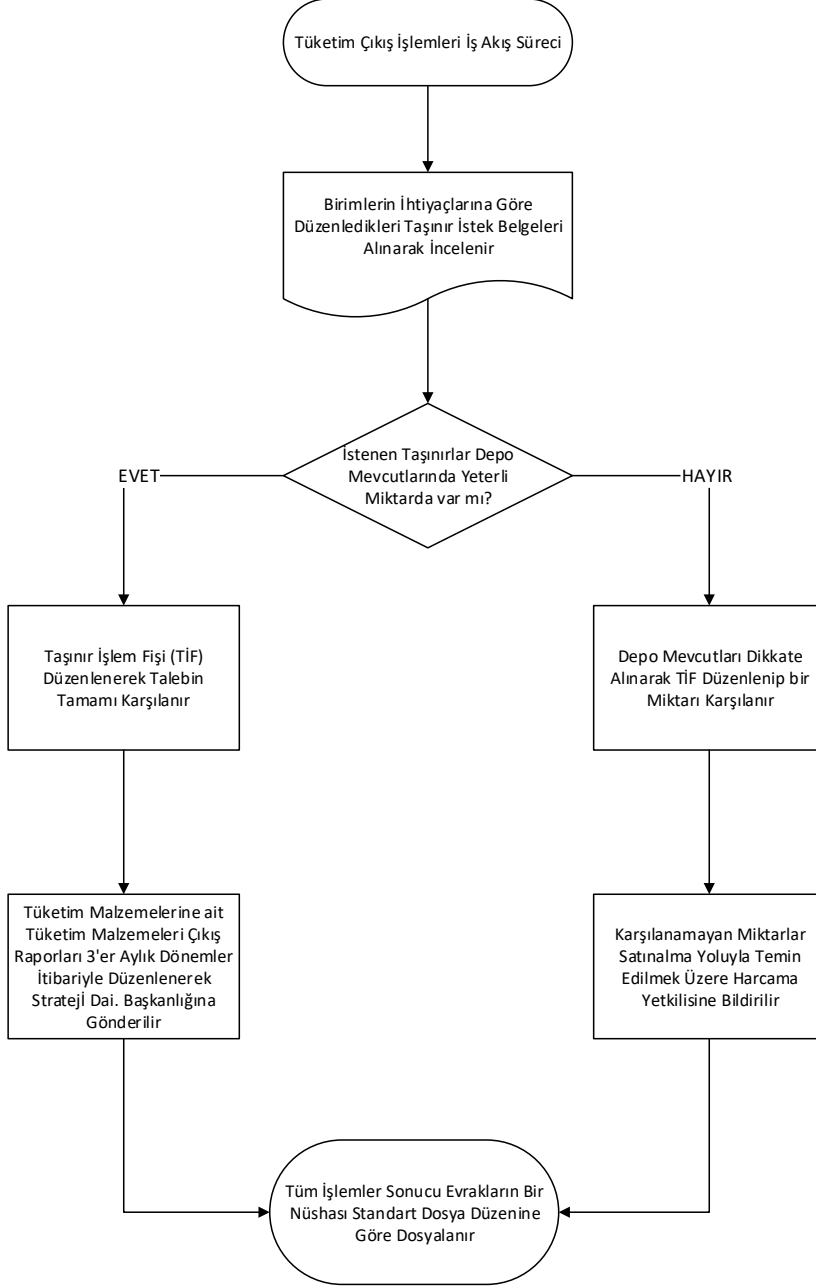 Tüketim Çıkış İşlemleri İş Akış Süreci
Birimlerin İhtiyaçlarına Göre
Düzenledikleri Taşınır İstek Belgeleri
Alınarak İncelenir
İstenen Taşınırlar Depo
Mevcutlarında Yeterli
Miktarda var mı?
EVET
HAYIR
Taşınır İşlem Fişi (TİF)
Düzenlenerek Talebin
Tamamı Karşılanır
Depo Mevcutları Dikkate
Alınarak TİF Düzenlenip bir
Miktarı Karşılanır
Tüketim Malzemelerine ait
Tüketim Malzemeleri Çıkış
Raporları 3'er Aylık Dönemler
İtibariyle Düzenlenerek
Stratejİ Dai. Başkanlığına
Gönderilir
Karşılanamayan Miktarlar
Satınalma Yoluyla Temin
Edilmek Üzere Harcama
Yetkilisine Bildirilir
Tüm İşlemler Sonucu Evrakların Bir
Nüshası Standart Dosya Düzenine
Göre Dosyalanır